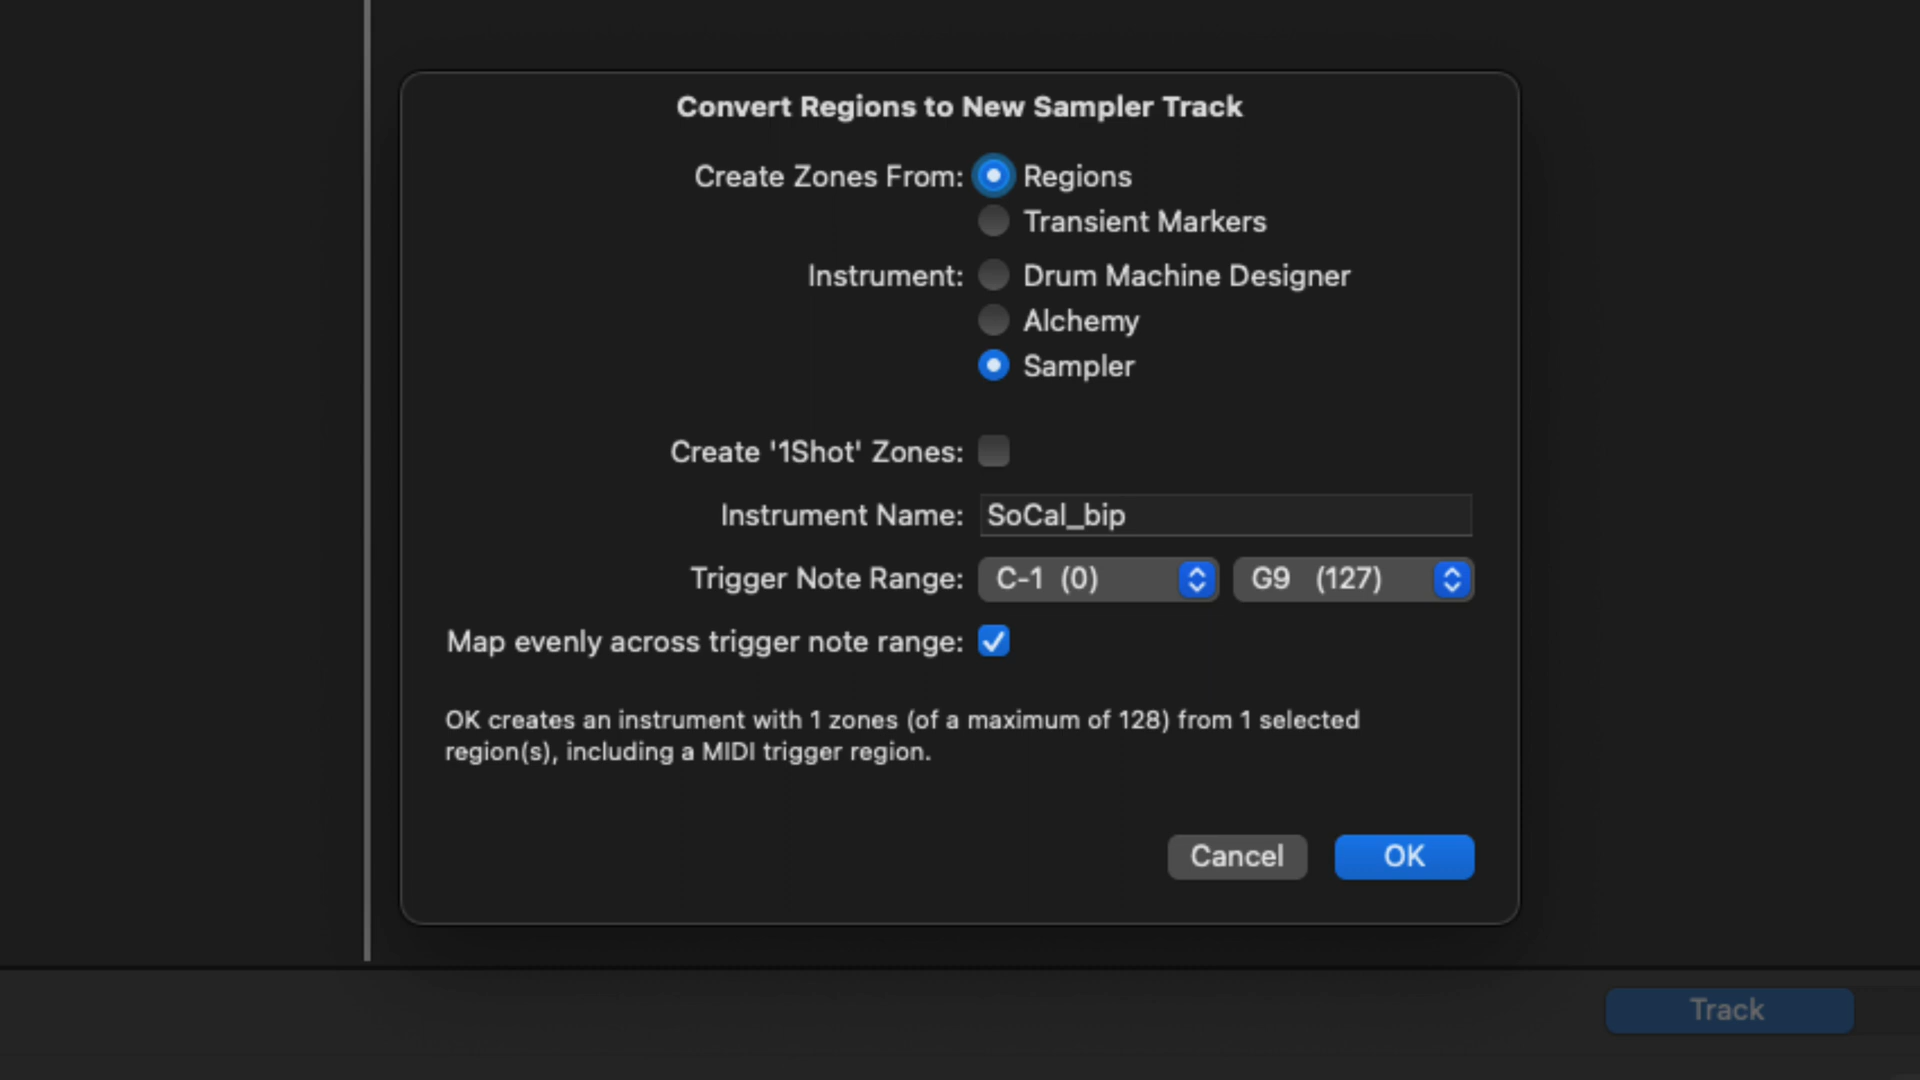 Convert Regions to New Sampler Track
Create Zones From: Regions
Transient Markers
Instrument: Drum Machine Designer
Alchemy
Sampler
Create '1Shot' Zones:
Instrument Name: SoCal_bip
Trigger Note Range: C-1 (0) G9 (127)
Map evenly across trigger note range:
OK creates an instrument with 1 zones (of a maximum of 128) from 1 selected
region(s), including a MIDI trigger region.
Cancel OK
Track